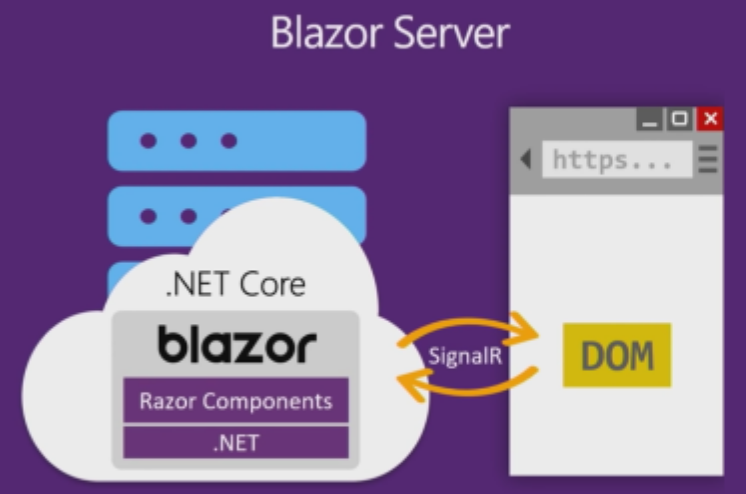 Blazor Server
https...
.NET Core
blazor
SignalR
DOM
Razor Components
.NET